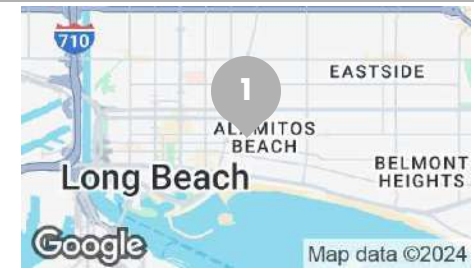 710
1
EASTSIDE
ALAMITOS
BEACH
BELMONT
HEIGHTS
Long Beach
Google
Map data ©2024